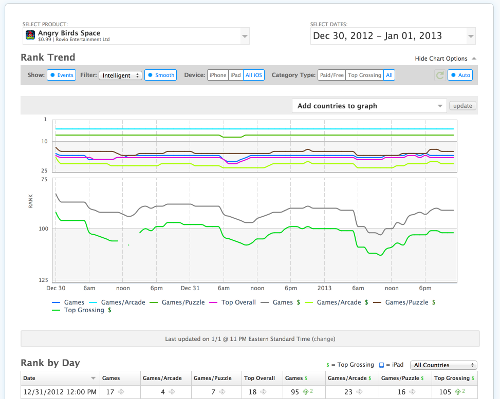 SELECT PRODUCT:
Angry Birds Space
$0.99 | Rovio Entertainment Ltd
SELECT DATES:
Dec 30, 2012 – Jan 01, 2013
Rank Trend
Hide Chart Options
Show: Events Filter: Intelligent Smooth Device: iPhone iPad All iOS Category Type: Paid/Free Top Grossing All Auto
Add countries to graph update
1
10
25
75
RANK
100
125
Dec 30 6am noon 6pm Dec 31 6am noon 6pm 2013 6am noon 6pm
Games Games/Arcade Games/Puzzle Top Overall Games $ Games/Arcade $ Games/Puzzle $
Top Grossing $
Last updated on 1/1 @ 11 PM Eastern Standard Time (change)
Rank by Day
$ = Top Grossing = iPad All Countries
Date Games Games/Arcade Games/Puzzle Top Overall Games $ Games/Arcade $ Games/Puzzle $ Top Grossing $
12/31/2012 12:00 PM 17 4 7 18 95 2 23 16 105 2